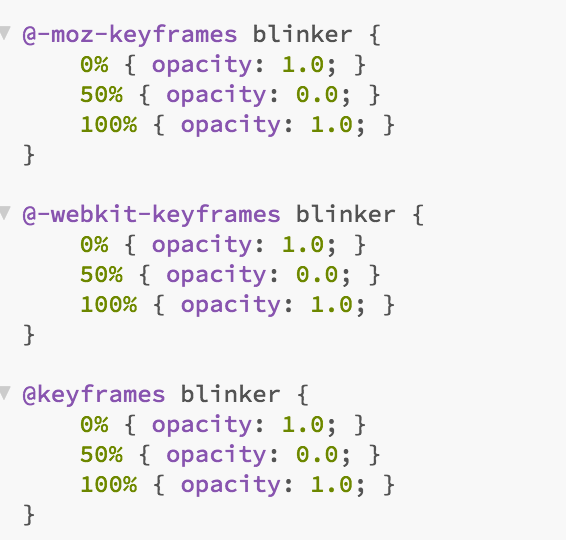 @-moz-keyframes blinker {
    0% { opacity: 1.0; }
    50% { opacity: 0.0; }
    100% { opacity: 1.0; }
}

@-webkit-keyframes blinker {
    0% { opacity: 1.0; }
    50% { opacity: 0.0; }
    100% { opacity: 1.0; }
}

@keyframes blinker {
    0% { opacity: 1.0; }
    50% { opacity: 0.0; }
    100% { opacity: 1.0; }
}